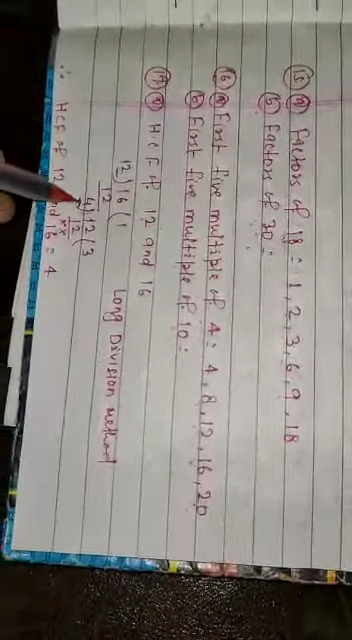 15 a Factors of 18 = 1, 2, 3, 6, 9, 18
b Factors of 30 =
16 a First five multiple of 4 = 4, 8, 12, 16, 20
b First five multiple of 10 =
17 a HCF of 12 and 16
12) 16 (1
12
Long Division method
4) 12 (3
12
××
∴ HCF of 12 and 16 = 4